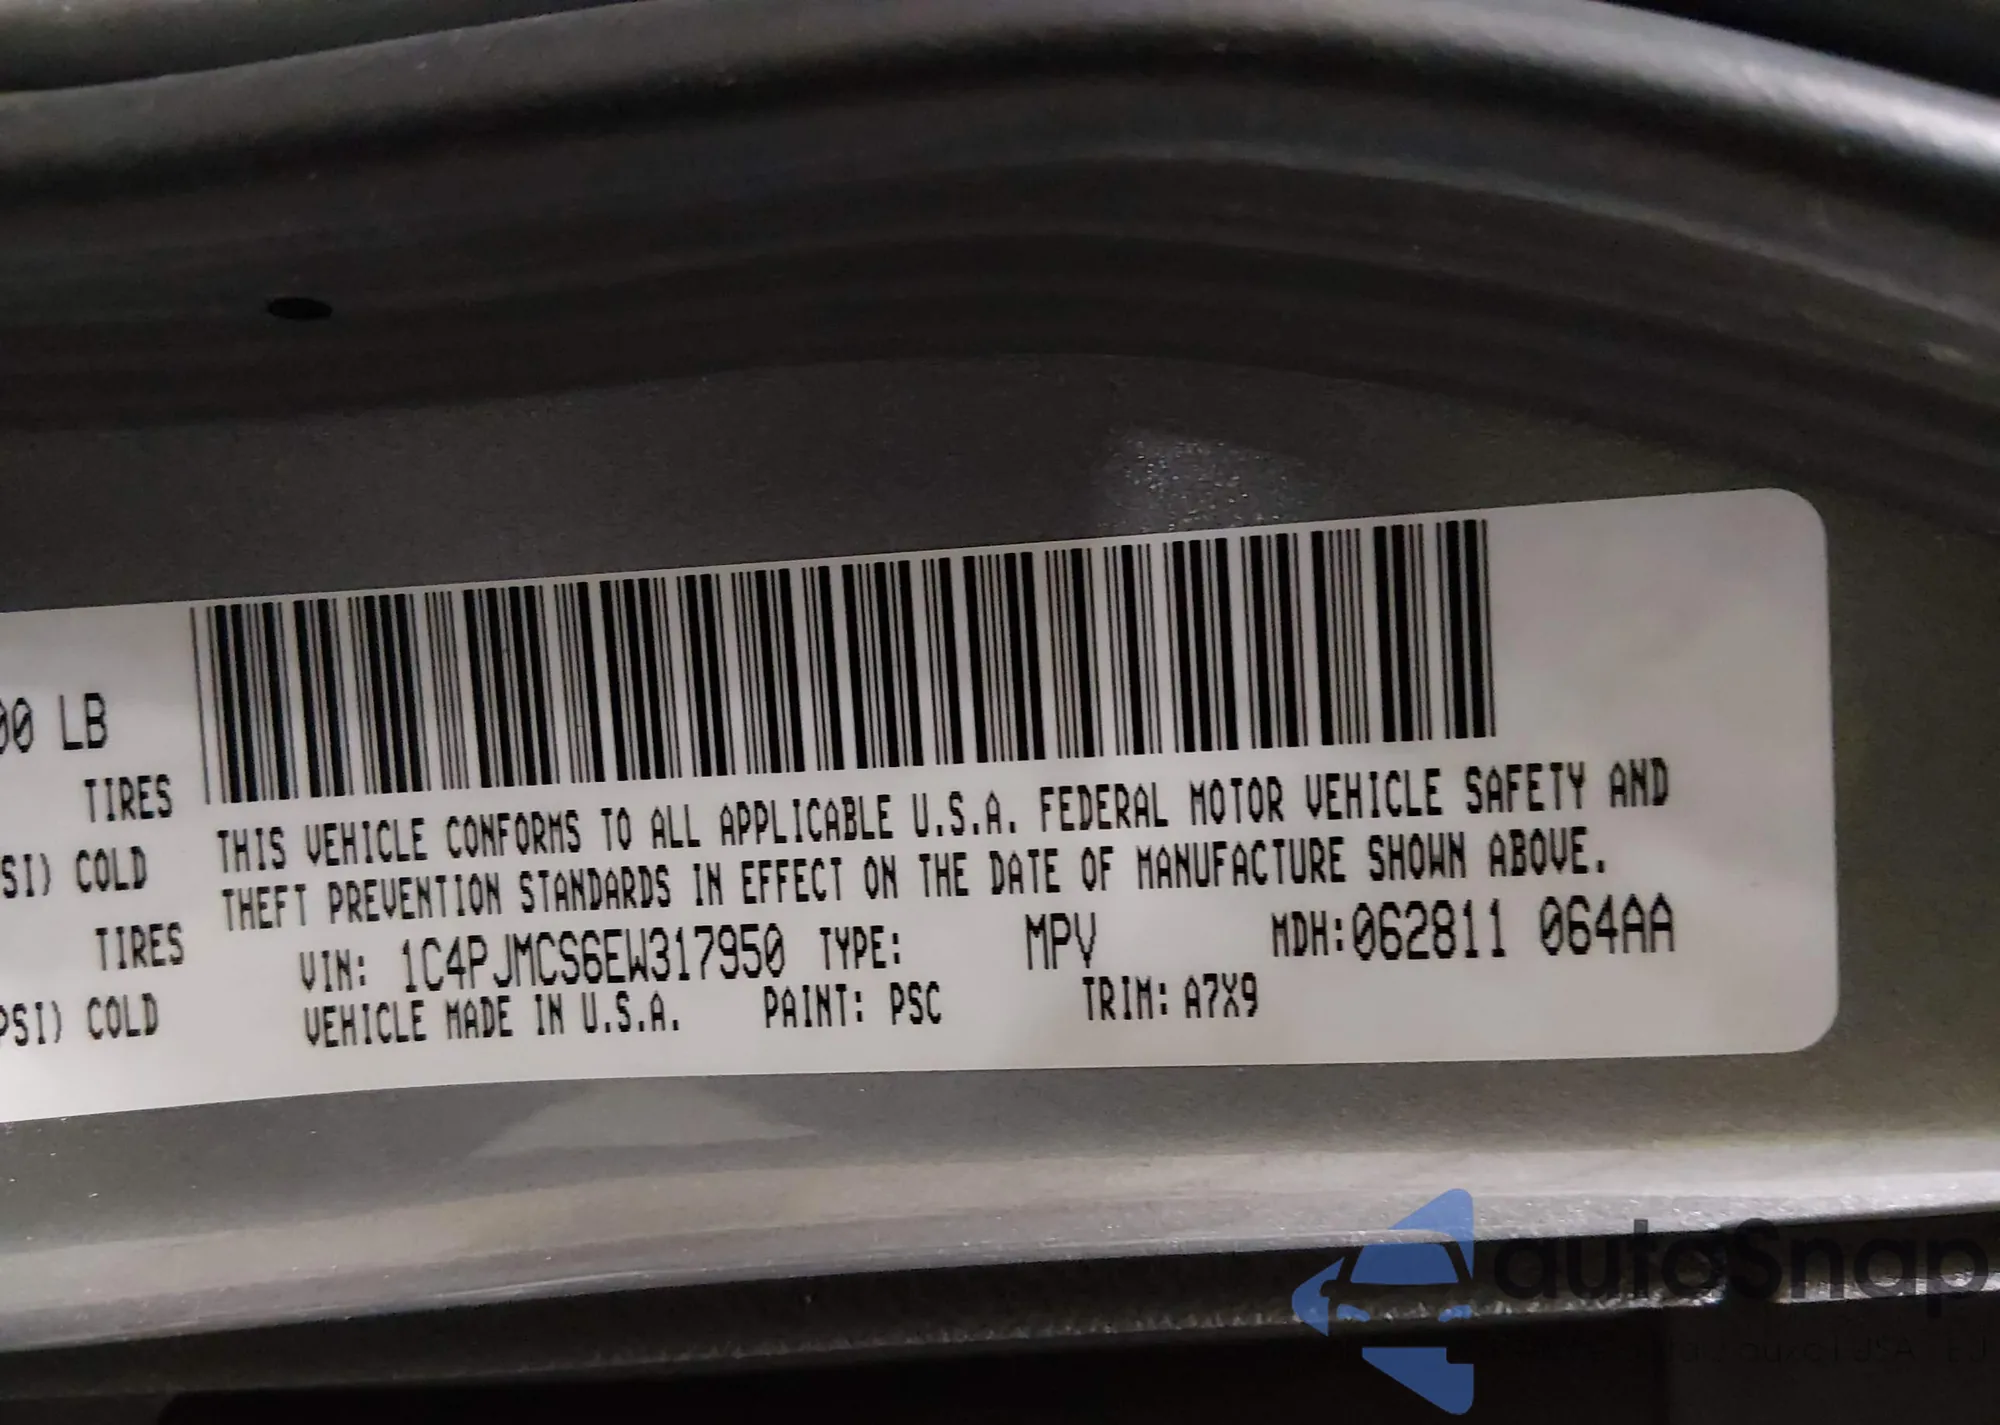 00 LB
TIRES
SI) COLD
TIRES
PSI) COLD
THIS VEHICLE CONFORMS TO ALL APPLICABLE U.S.A. FEDERAL MOTOR VEHICLE SAFETY AND
THEFT PREVENTION STANDARDS IN EFFECT ON THE DATE OF MANUFACTURE SHOWN ABOVE.
VIN: 1C4PJMCS6EW317950 TYPE: MPV MDH:062811 064AA
VEHICLE MADE IN U.S.A. PAINT: PSC TRIM: A7X9
autoSnap